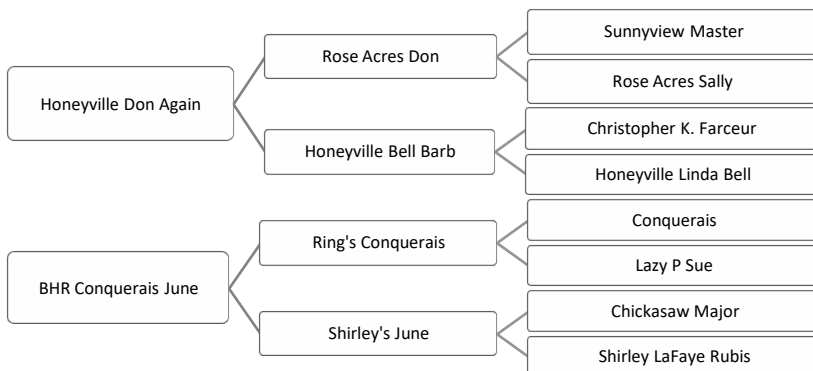 Sunnyview Master
Rose Acres Don
Rose Acres Sally
Honeyville Don Again
Christopher K. Farceur
Honeyville Bell Barb
Honeyville Linda Bell
Conquerais
Ring's Conquerais
Lazy P Sue
BHR Conquerais June
Chickasaw Major
Shirley's June
Shirley LaFaye Rubis